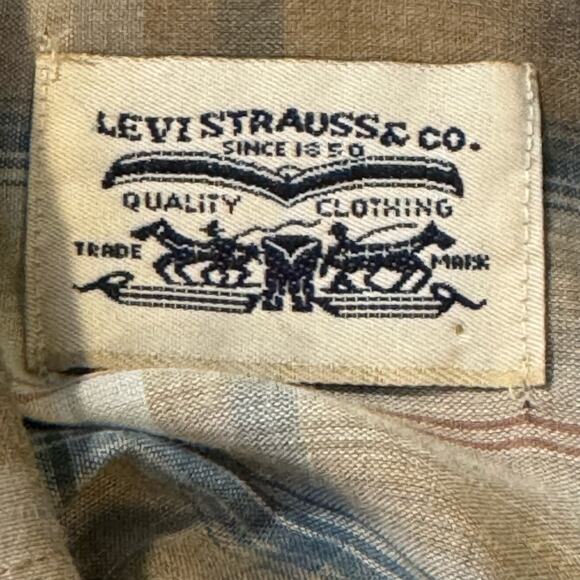 LEVI STRAUSS & CO.
SINCE 1850
QUALITY CLOTHING
TRADE MARK